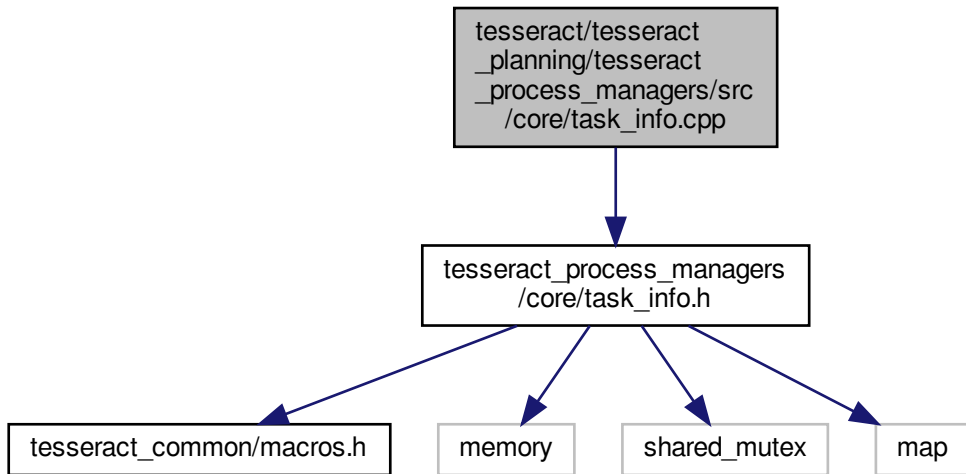 tesseract/tesseract
_planning/tesseract
_process_managers/src
/core/task_info.cpp
tesseract_process_managers
/core/task_info.h
tesseract_common/macros.h
memory
shared_mutex
map